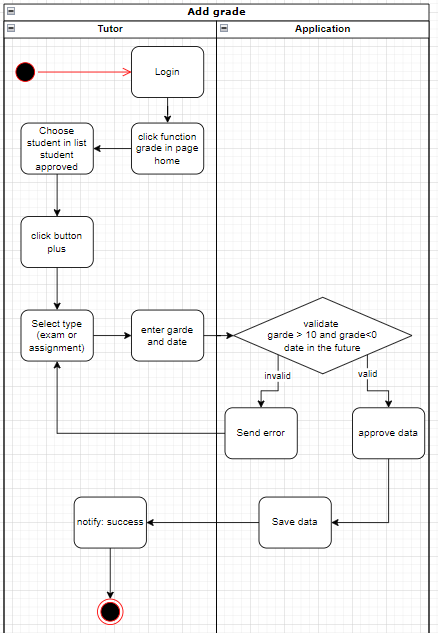 Add grade
Tutor
Application
Login
click function
grade in page
home
Choose
student in list
student
approved
click button
plus
Select type
(exam or
assignment)
enter garde
and date
validate
garde > 10 and grade<0
date in the future
invalid
valid
Send error
approve data
notify: success
Save data